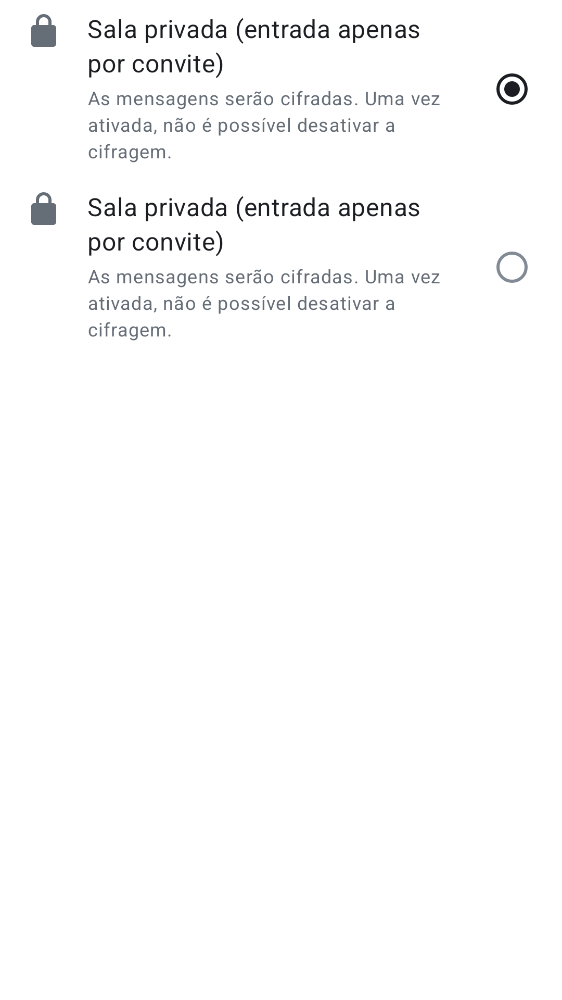 Sala privada (entrada apenas
por convite)
As mensagens serão cifradas. Uma vez
ativada, não é possível desativar a
cifragem.
Sala privada (entrada apenas
por convite)
As mensagens serão cifradas. Uma vez
ativada, não é possível desativar a
cifragem.